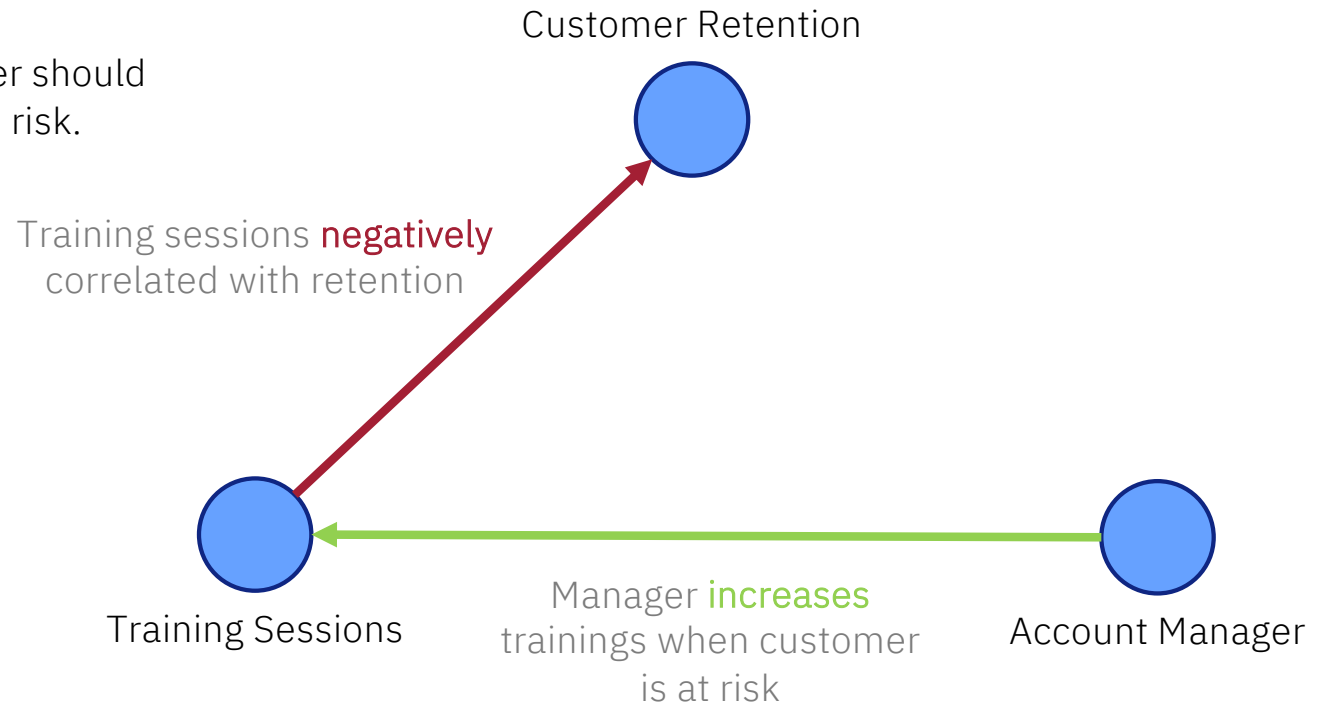 Customer Retention
er should
risk.
Training sessions negatively
correlated with retention
Training Sessions
Manager increases
trainings when customer
is at risk
Account Manager